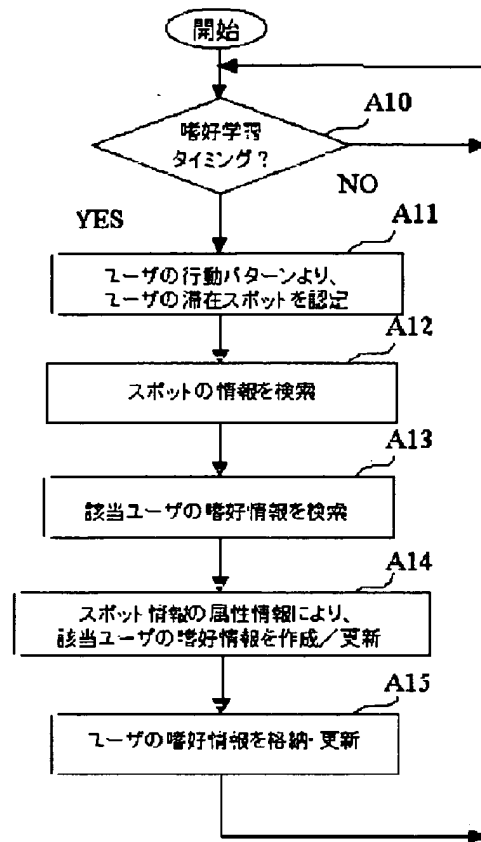 開始
A10
嗜好学習
タイミング？
NO
YES
A11
ユーザの行動パターンより、
ユーザの滞在スポットを認定
A12
スポットの情報を検索
A13
該当ユーザの嗜好情報を検索
A14
スポット情報の属性情報により、
該当ユーザの嗜好情報を作成／更新
A15
ユーザの嗜好情報を格納・更新